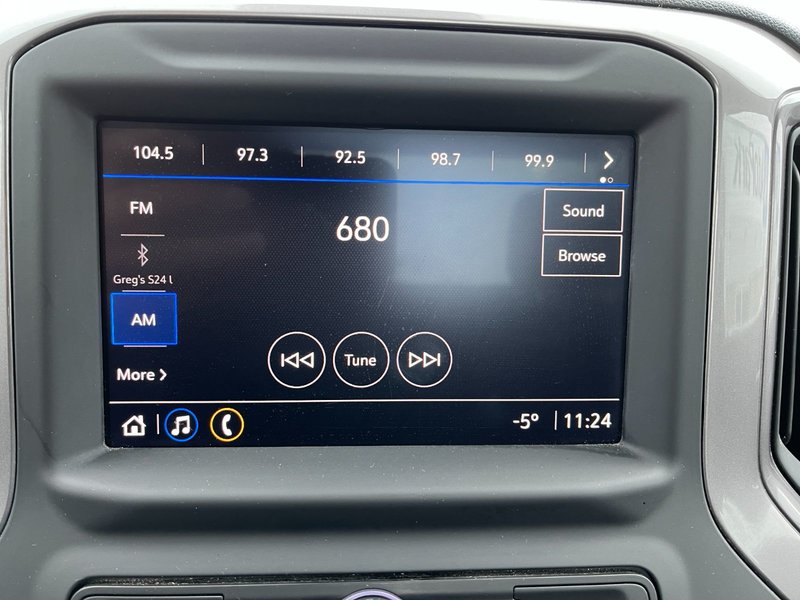 104.5 | 97.3 | 92.5 | 98.7 | 99.9 >
FM
680
Sound
Browse
Greg's S24 l
AM
Tune
More >
-5° | 11:24